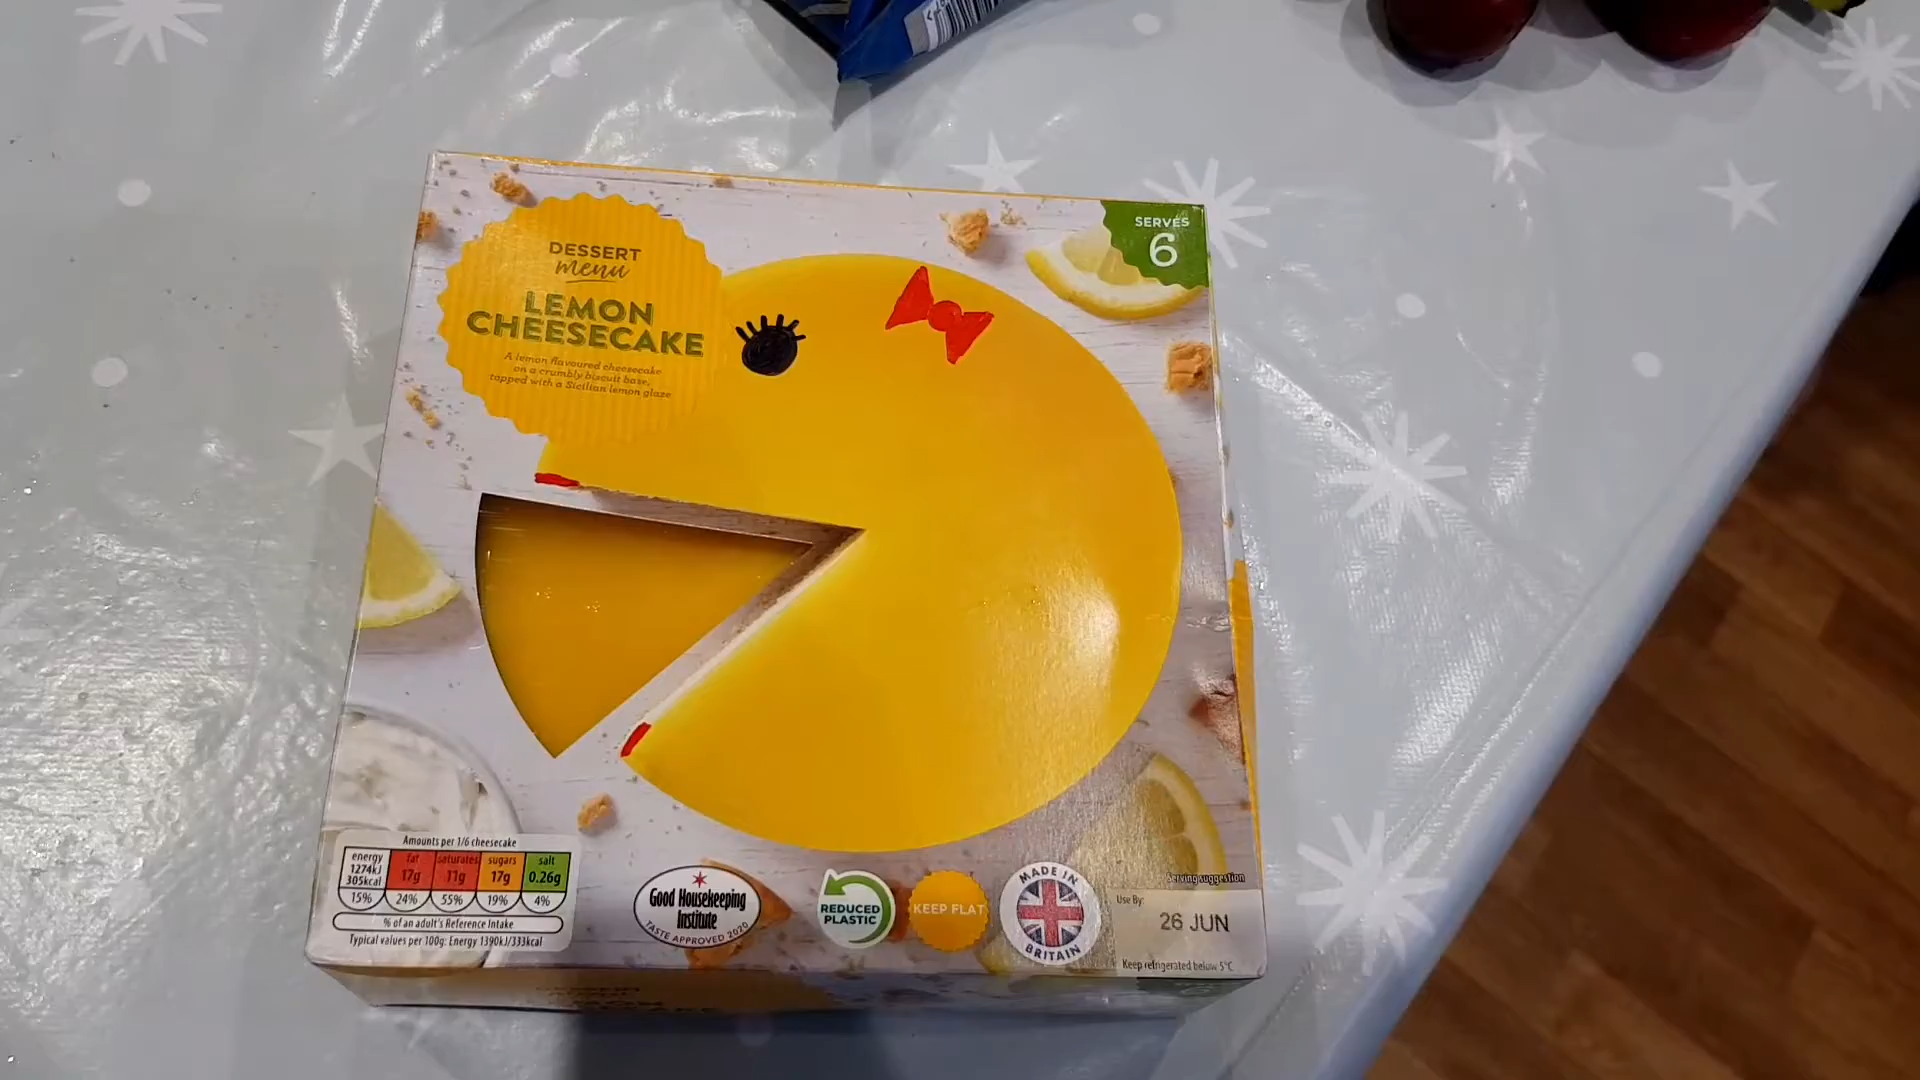 DESSERT
menu
LEMON
CHEESECAKE
A lemon flavoured cheesecake
on a crumbly biscuit base,
topped with a Sicilian lemon glaze
SERVES
6
Amounts per 1/6 cheesecake
energy
1274kJ
305kcal
15%
fat
17g
24%
saturates
11g
55%
sugars
17g
19%
salt
0.26g
4%
% of an adult's Reference Intake
Typical values per 100g: Energy 1390kJ/333kcal
Good Housekeeping
Institute
TASTE APPROVED 2020
REDUCED
PLASTIC
KEEP FLAT
MADE IN
BRITAIN
Serving suggestion
Use By:
26 JUN
Keep refrigerated below 5°C